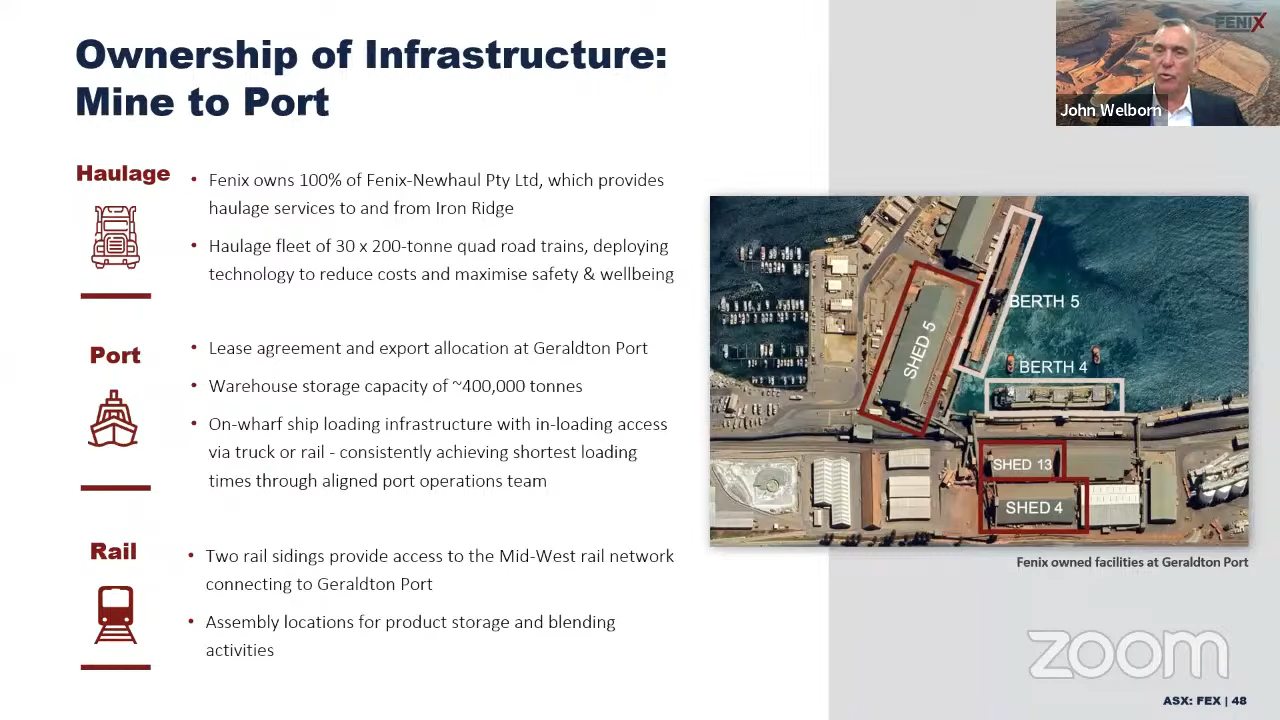 Ownership of Infrastructure:
Mine to Port
FENIX
John Welborn
Haulage
• Fenix owns 100% of Fenix-Newhaul Pty Ltd, which provides
haulage services to and from Iron Ridge
• Haulage fleet of 30 x 200-tonne quad road trains, deploying
technology to reduce costs and maximise safety & wellbeing
Port
• Lease agreement and export allocation at Geraldton Port
• Warehouse storage capacity of ~400,000 tonnes
• On-wharf ship loading infrastructure with in-loading access
via truck or rail - consistently achieving shortest loading
times through aligned port operations team
Rail
• Two rail sidings provide access to the Mid-West rail network
connecting to Geraldton Port
• Assembly locations for product storage and blending
activities
BERTH 5
SHED 5
BERTH 4
SHED 13
SHED 4
Fenix owned facilities at Geraldton Port
zoom
ASX: FEX | 48